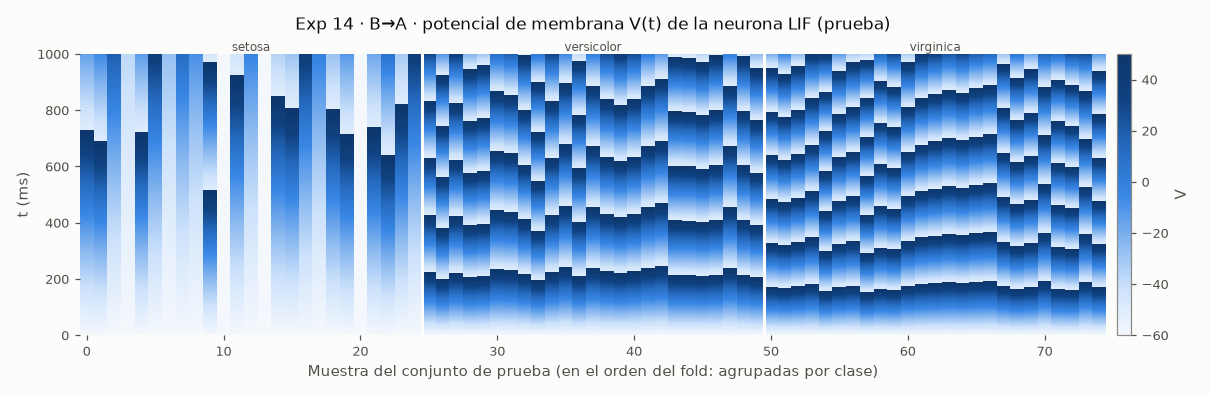 Exp 14 · B→A · potencial de membrana V(t) de la neurona LIF (prueba)
setosa versicolor virginica
1000
800
600
400
200
0
t (ms)
0 10 20 30 40 50 60 70
Muestra del conjunto de prueba (en el orden del fold: agrupadas por clase)
40
20
0
−20
−40
−60
V